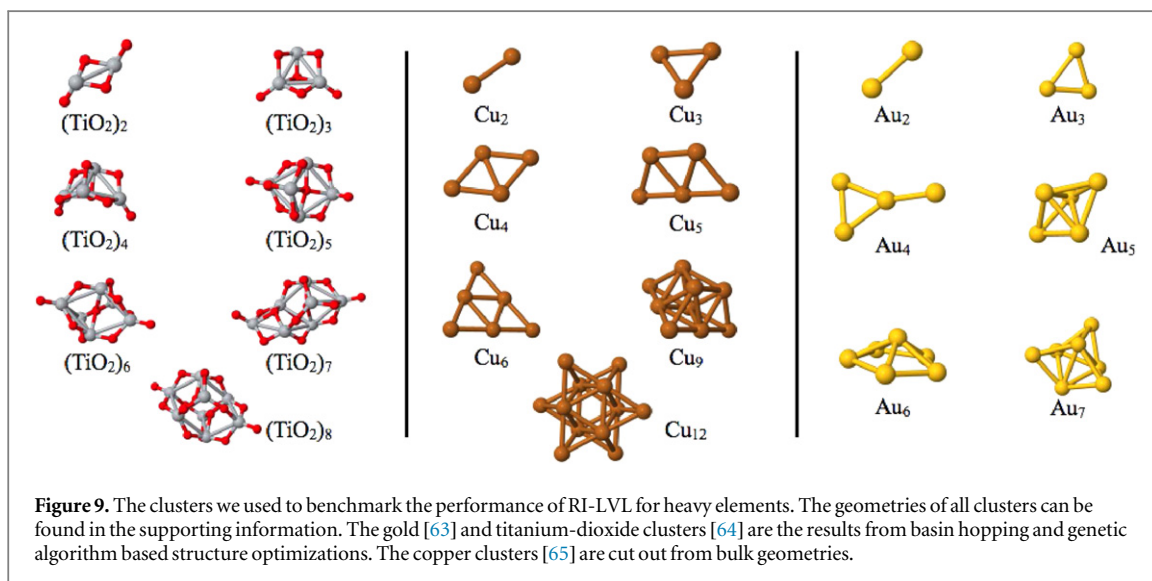 (TiO₂)₂ (TiO₂)₃ Cu₂ Cu₃ Au₂ Au₃
(TiO₂)₄ (TiO₂)₅ Cu₄ Cu₅ Au₄ Au₅
(TiO₂)₆ (TiO₂)₇ Cu₆ Cu₉ Au₆ Au₇
(TiO₂)₈ Cu₁₂
Figure 9. The clusters we used to benchmark the performance of RI-LVL for heavy elements. The geometries of all clusters can be
found in the supporting information. The gold [63] and titanium-dioxide clusters [64] are the results from basin hopping and genetic
algorithm based structure optimizations. The copper clusters [65] are cut out from bulk geometries.